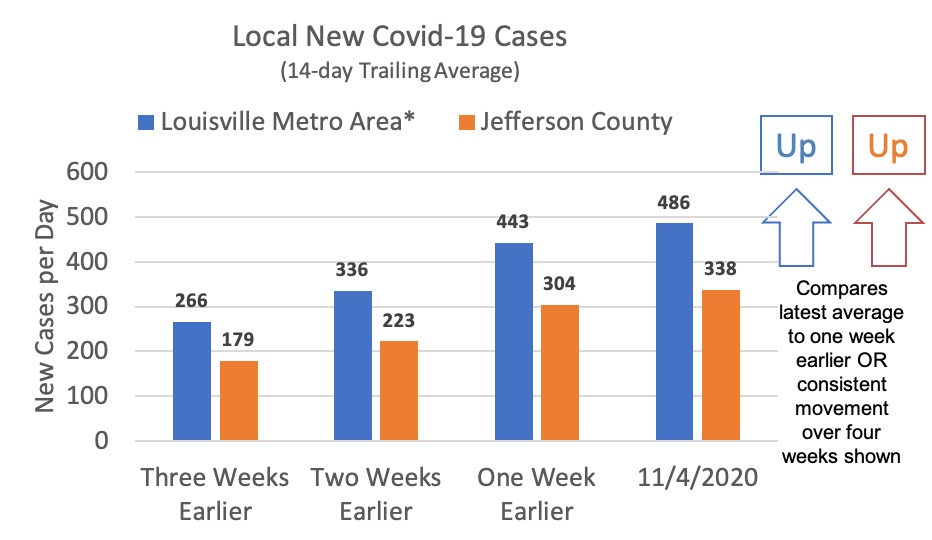 Local New Covid-19 Cases
(14-day Trailing Average)
Louisville Metro Area* Jefferson County
Up Up
New Cases per Day
600
500
400
300
200
100
0
266
179
336
223
443
304
486
338
Three Weeks
Earlier
Two Weeks
Earlier
One Week
Earlier
11/4/2020
Compares
latest average
to one week
earlier OR
consistent
movement
over four
weeks shown